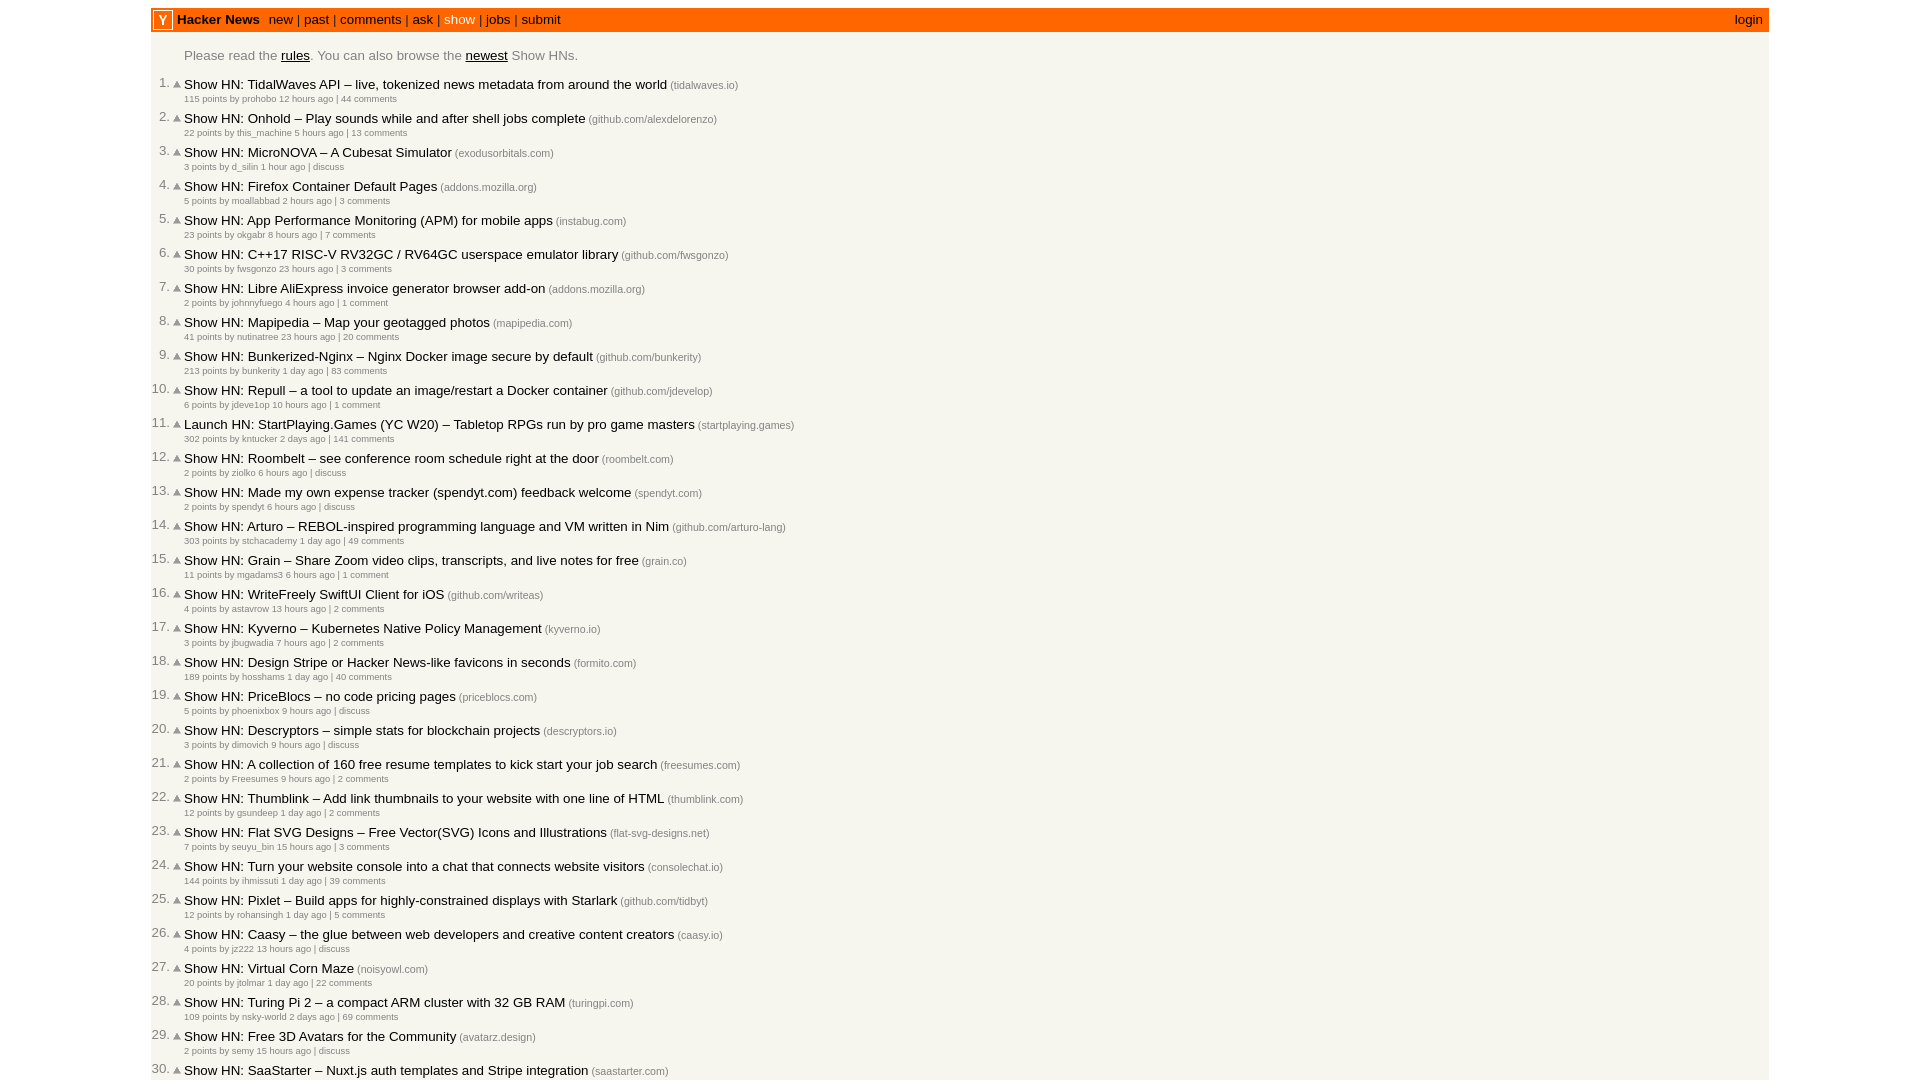 Y Hacker News new | past | comments | ask | show | jobs | submit login
Please read the rules. You can also browse the newest Show HNs.
1. Show HN: TidalWaves API – live, tokenized news metadata from around the world (tidalwaves.io)
115 points by prohobo 12 hours ago | 44 comments
2. Show HN: Onhold – Play sounds while and after shell jobs complete (github.com/alexdelorenzo)
22 points by this_machine 5 hours ago | 13 comments
3. Show HN: MicroNOVA – A Cubesat Simulator (exodusorbitals.com)
3 points by d_silin 1 hour ago | discuss
4. Show HN: Firefox Container Default Pages (addons.mozilla.org)
5 points by moallabbad 2 hours ago | 3 comments
5. Show HN: App Performance Monitoring (APM) for mobile apps (instabug.com)
23 points by okgabr 8 hours ago | 7 comments
6. Show HN: C++17 RISC-V RV32GC / RV64GC userspace emulator library (github.com/fwsgonzo)
30 points by fwsgonzo 23 hours ago | 3 comments
7. Show HN: Libre AliExpress invoice generator browser add-on (addons.mozilla.org)
2 points by johnnyfuego 4 hours ago | 1 comment
8. Show HN: Mapipedia – Map your geotagged photos (mapipedia.com)
41 points by nutinatree 23 hours ago | 20 comments
9. Show HN: Bunkerized-Nginx – Nginx Docker image secure by default (github.com/bunkerity)
213 points by bunkerity 1 day ago | 83 comments
10. Show HN: Repull – a tool to update an image/restart a Docker container (github.com/jdevelop)
6 points by jdeve1op 10 hours ago | 1 comment
11. Launch HN: StartPlaying.Games (YC W20) – Tabletop RPGs run by pro game masters (startplaying.games)
302 points by kntucker 2 days ago | 141 comments
12. Show HN: Roombelt – see conference room schedule right at the door (roombelt.com)
2 points by ziolko 6 hours ago | discuss
13. Show HN: Made my own expense tracker (spendyt.com) feedback welcome (spendyt.com)
2 points by spendyt 6 hours ago | discuss
14. Show HN: Arturo – REBOL-inspired programming language and VM written in Nim (github.com/arturo-lang)
303 points by stchacademy 1 day ago | 49 comments
15. Show HN: Grain – Share Zoom video clips, transcripts, and live notes for free (grain.co)
11 points by mgadams3 6 hours ago | 1 comment
16. Show HN: WriteFreely SwiftUI Client for iOS (github.com/writeas)
4 points by astavrow 13 hours ago | 2 comments
17. Show HN: Kyverno – Kubernetes Native Policy Management (kyverno.io)
3 points by jbugwadia 7 hours ago | 2 comments
18. Show HN: Design Stripe or Hacker News-like favicons in seconds (formito.com)
189 points by hosshams 1 day ago | 40 comments
19. Show HN: PriceBlocs – no code pricing pages (priceblocs.com)
5 points by phoenixbox 9 hours ago | discuss
20. Show HN: Descryptors – simple stats for blockchain projects (descryptors.io)
3 points by dimovich 9 hours ago | discuss
21. Show HN: A collection of 160 free resume templates to kick start your job search (freesumes.com)
2 points by Freesumes 9 hours ago | 2 comments
22. Show HN: Thumblink – Add link thumbnails to your website with one line of HTML (thumblink.com)
12 points by gsundeep 1 day ago | 2 comments
23. Show HN: Flat SVG Designs – Free Vector(SVG) Icons and Illustrations (flat-svg-designs.net)
7 points by seuyu_bin 15 hours ago | 3 comments
24. Show HN: Turn your website console into a chat that connects website visitors (consolechat.io)
144 points by ihmissuti 1 day ago | 39 comments
25. Show HN: Pixlet – Build apps for highly-constrained displays with Starlark (github.com/tidbyt)
12 points by rohansingh 1 day ago | 5 comments
26. Show HN: Caasy – the glue between web developers and creative content creators (caasy.io)
4 points by jz222 13 hours ago | discuss
27. Show HN: Virtual Corn Maze (noisyowl.com)
20 points by jtolmar 1 day ago | 22 comments
28. Show HN: Turing Pi 2 – a compact ARM cluster with 32 GB RAM (turingpi.com)
109 points by nsky-world 2 days ago | 69 comments
29. Show HN: Free 3D Avatars for the Community (avatarz.design)
2 points by semy 15 hours ago | discuss
30. Show HN: SaaStarter – Nuxt.js auth templates and Stripe integration (saastarter.com)